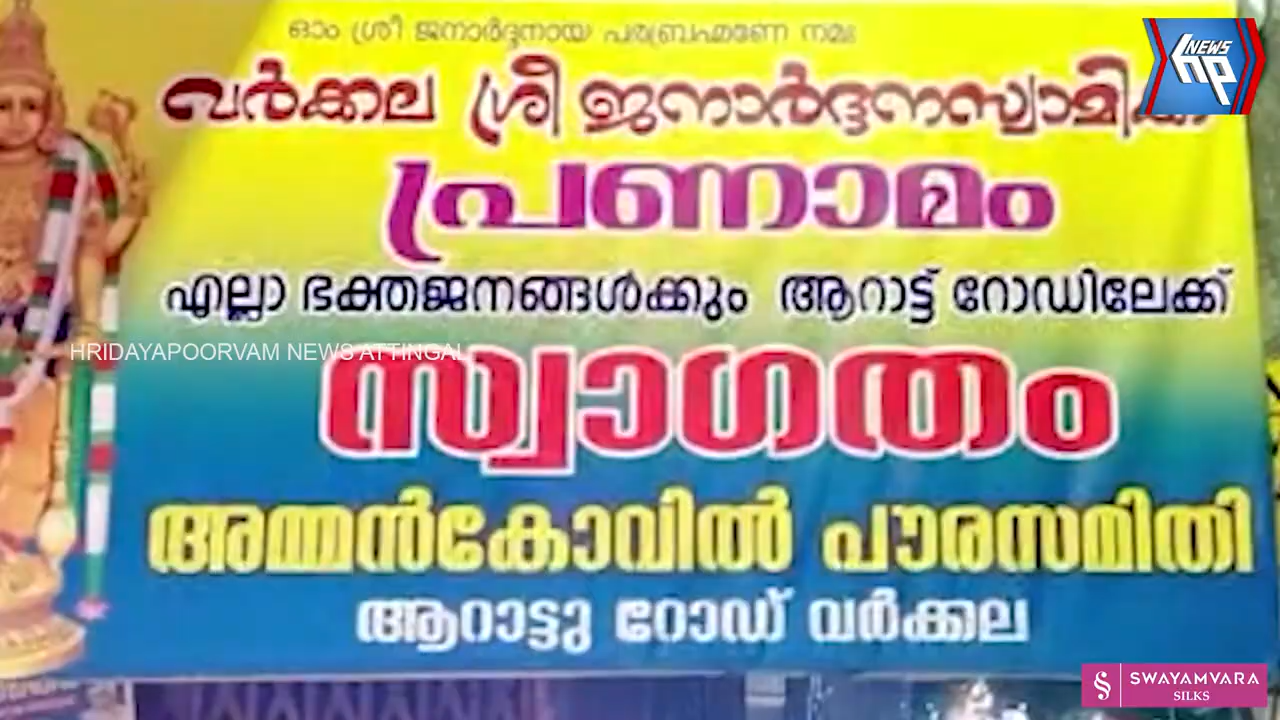 ഓം ശ്രീ ജനാർദ്ദനായ പരബ്രഹ്മണേ നമഃ
വർക്കല ശ്രീ ജനാർദ്ദനസ്വാമിക്ക്
പ്രണാമം
എല്ലാ ഭക്തജനങ്ങൾക്കും ആറാട്ട് റോഡിലേക്ക്
സ്വാഗതം
അമ്മൻകോവിൽ പൗരസമിതി
ആറാട്ടു റോഡ് വർക്കല
HRIDAYAPOORVAM NEWS ATTINGAL
NEWS
hp
SWAYAMVARA
SILKS